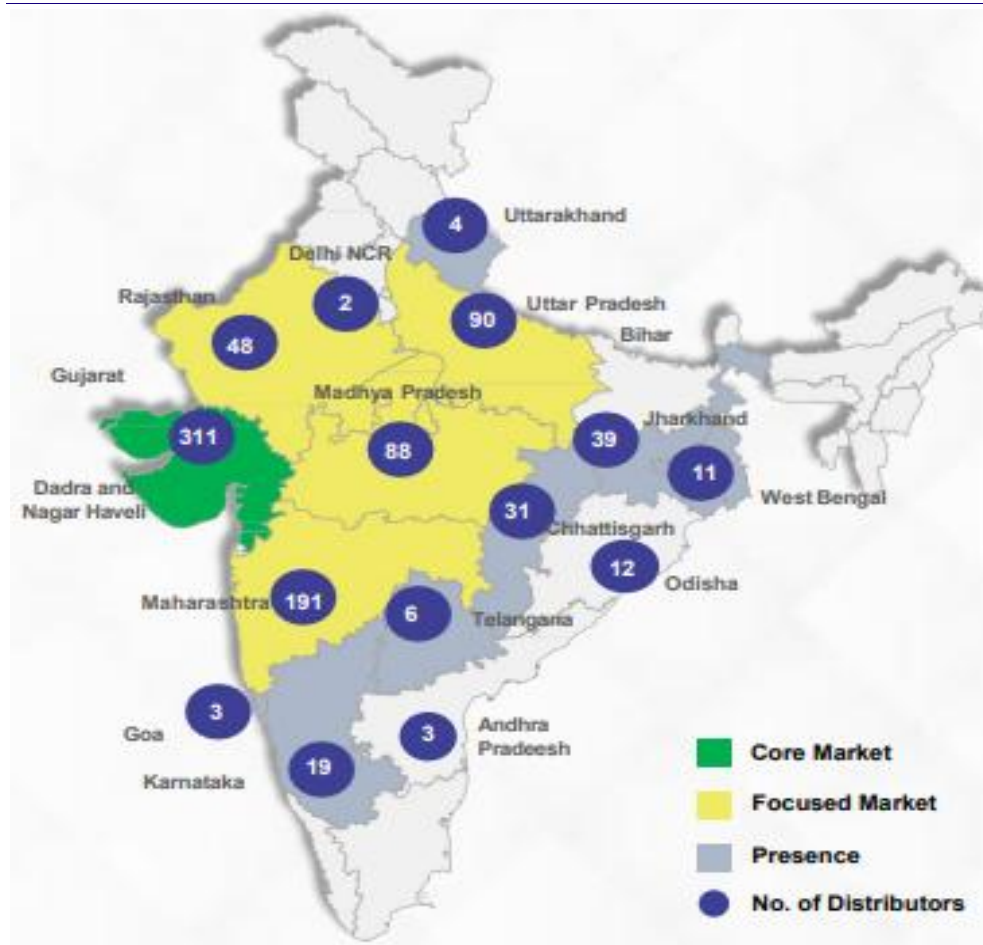 4
Uttarakhand
Delhi NCR
Rajasthan
2
90
Uttar Pradesh
Bihar
48
Gujarat
Madhya Pradesh
311
88
39
Jharkhand
11
Dadra and
Nagar Haveli
West Bengal
31
Chhattisgarh
12
Odisha
Maharashtra
191
6
Telangana
3
Goa
3
Andhra
Pradeesh
Karnataka
19
Core Market
Focused Market
Presence
No. of Distributors